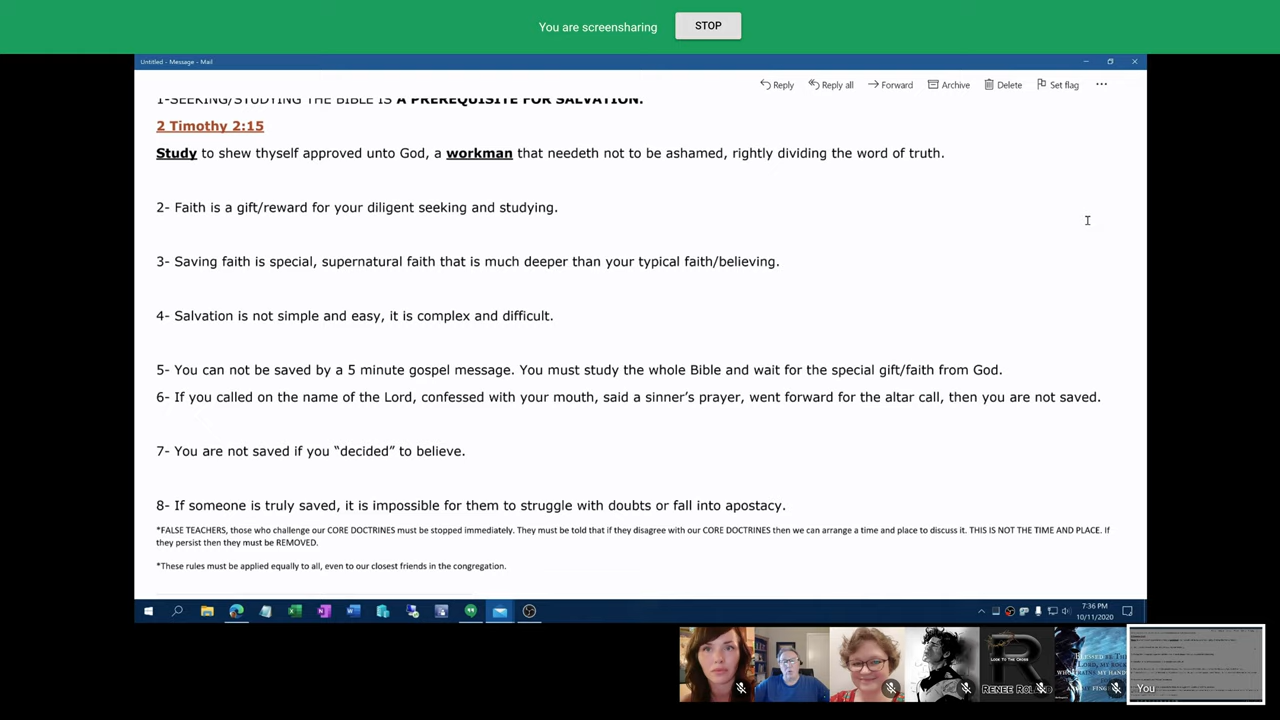 You are screensharing STOP
Untitled - Message - Mail
Reply Reply all Forward Archive Delete Set flag
1-SEEKING/STUDYING THE BIBLE IS A PREREQUISITE FOR SALVATION.
2 Timothy 2:15
Study to shew thyself approved unto God, a workman that needeth not to be ashamed, rightly dividing the word of truth.
2- Faith is a gift/reward for your diligent seeking and studying.
3- Saving faith is special, supernatural faith that is much deeper than your typical faith/believing.
4- Salvation is not simple and easy, it is complex and difficult.
5- You can not be saved by a 5 minute gospel message. You must study the whole Bible and wait for the special gift/faith from God.
6- If you called on the name of the Lord, confessed with your mouth, said a sinner’s prayer, went forward for the altar call, then you are not saved.
7- You are not saved if you “decided” to believe.
8- If someone is truly saved, it is impossible for them to struggle with doubts or fall into apostacy.
*FALSE TEACHERS, those who challenge our CORE DOCTRINES must be stopped immediately. They must be told that if they disagree with our CORE DOCTRINES then we can arrange a time and place to discuss it. THIS IS NOT THE TIME AND PLACE. If
they persist then they must be REMOVED.
*These rules must be applied equally to all, even to our closest friends in the congregation.
7:36 PM
10/11/2020
LOOK TO THE CROSS
RENEE
BLESSED BE
LORD, MY ROCK
You